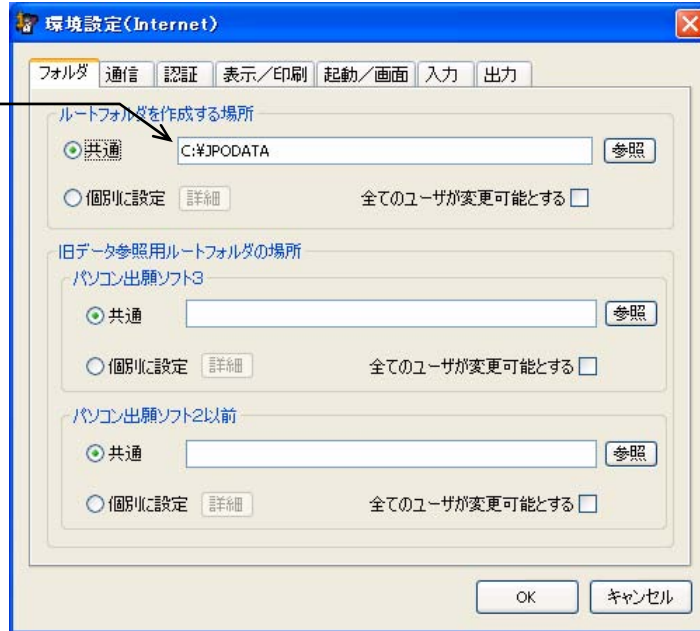 環境設定(Internet)
フォルダ 通信 認証 表示／印刷 起動／画面 入力 出力
ルートフォルダを作成する場所
共通 C:¥JPODATA 参照
個別に設定 詳細 全てのユーザが変更可能とする
旧データ参照用ルートフォルダの場所
パソコン出願ソフト3
共通 参照
個別に設定 詳細 全てのユーザが変更可能とする
パソコン出願ソフト2以前
共通 参照
個別に設定 詳細 全てのユーザが変更可能とする
OK キャンセル